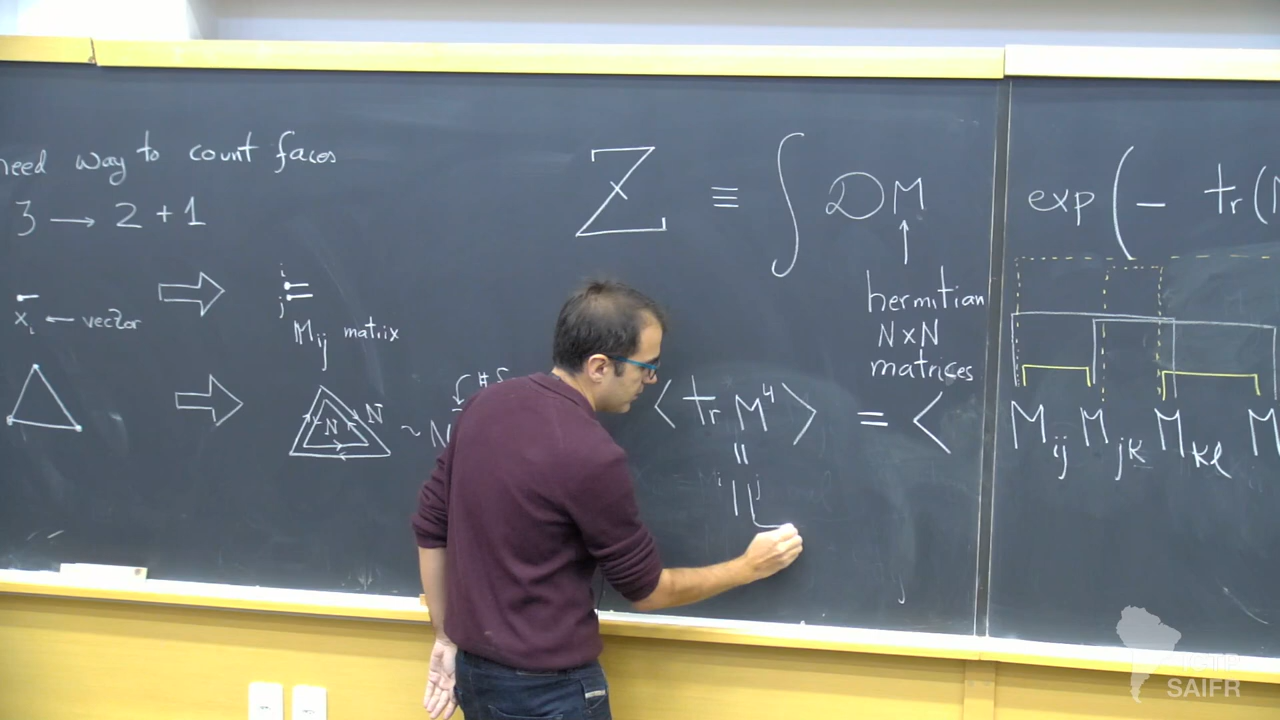 need way to count faces
3 → 2 + 1
x_i ← vector
i
j
M_ij matrix
N
N
~ N
Z ≡ ∫ DM
hermitian
N x N
matrices
exp ( - tr (M
< tr M^4 > = <
M_ij M_jk M_kl M
=
i j
ICTP
SAIFR